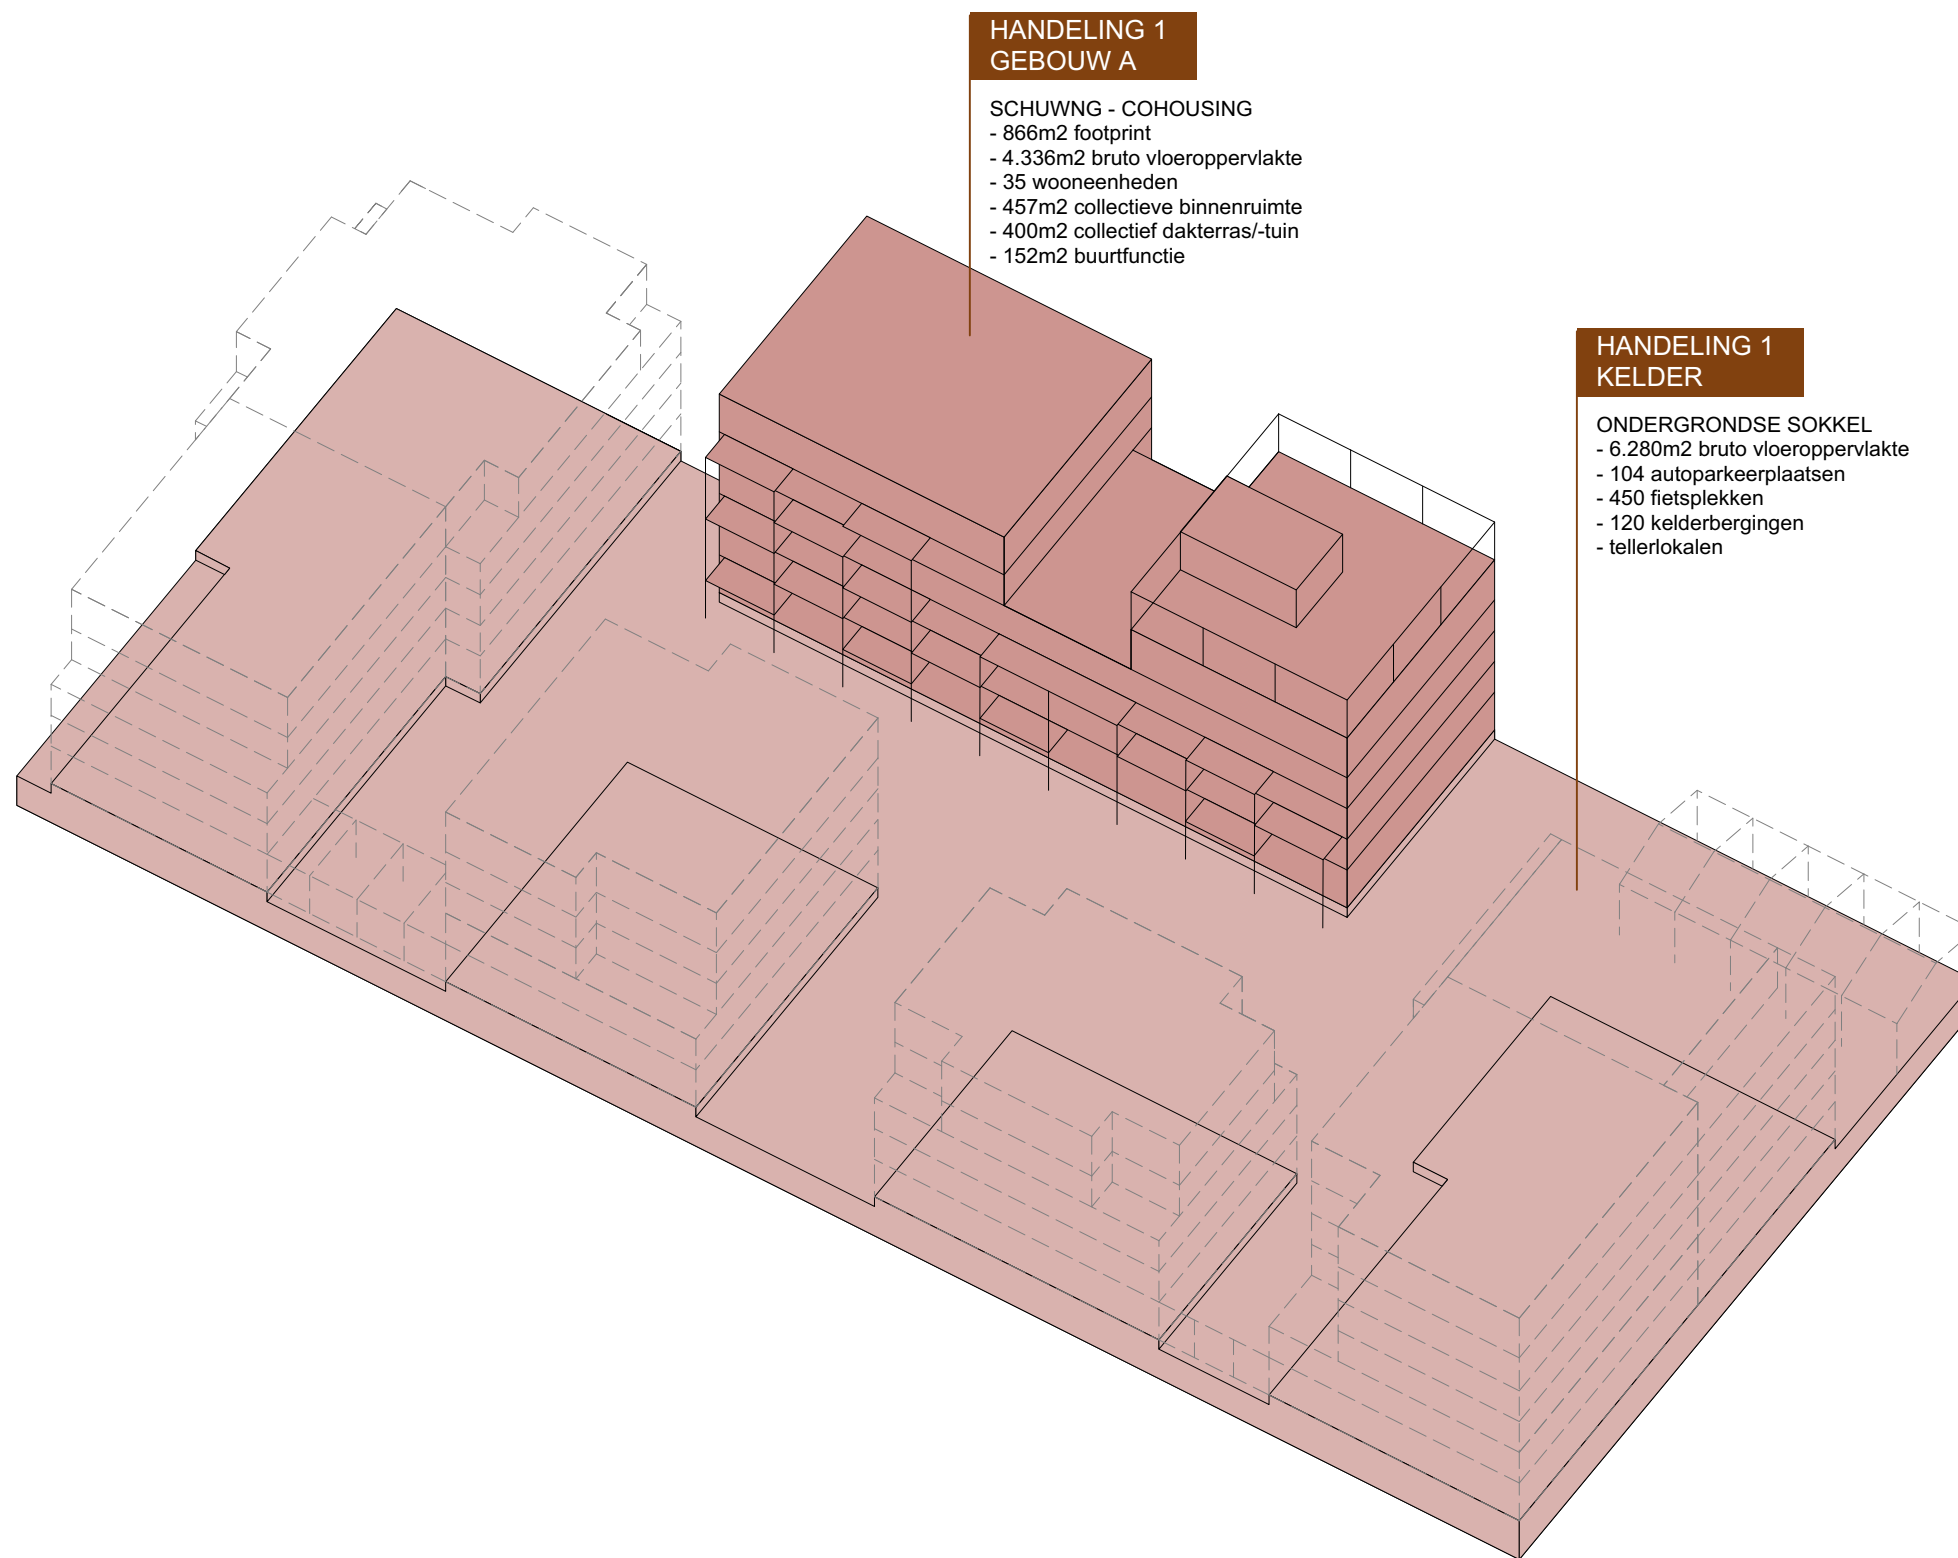 HANDELING 1
GEBOUW A
SCHUWNG - COHOUSING
- 866m2 footprint
- 4.336m2 bruto vloeroppervlakte
- 35 wooneenheden
- 457m2 collectieve binnenruimte
- 400m2 collectief dakterras/-tuin
- 152m2 buurtfunctie
HANDELING 1
KELDER
ONDERGRONDSE SOKKEL
- 6.280m2 bruto vloeroppervlakte
- 104 autoparkeerplaatsen
- 450 fietsplekken
- 120 kelderbergingen
- tellerlokalen